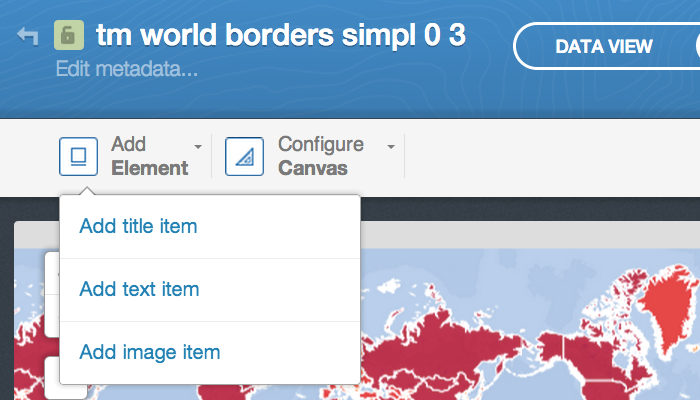 tm world borders simpl 0 3
DATA VIEW
Edit metadata...
Add
Element
Configure
Canvas
Add title item
Add text item
Add image item